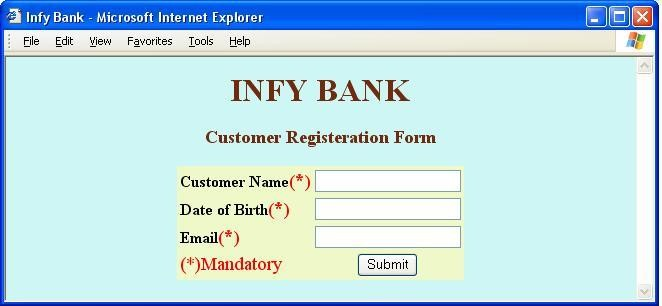 Infy Bank - Microsoft Internet Explorer
File Edit View Favorites Tools Help
INFY BANK
Customer Registeration Form
Customer Name(*)
Date of Birth(*)
Email(*)
(*)Mandatory Submit